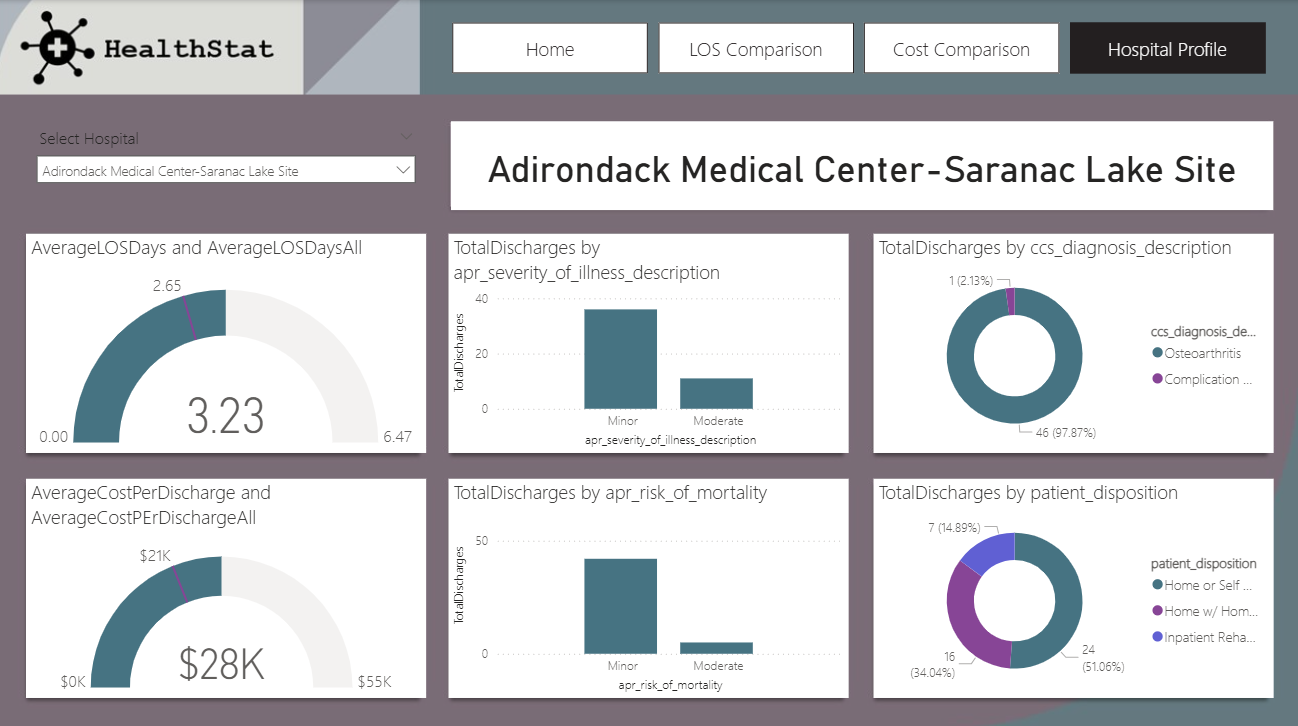 HealthStat
Home
LOS Comparison
Cost Comparison
Hospital Profile
Select Hospital
Adirondack Medical Center-Saranac Lake Site
Adirondack Medical Center-Saranac Lake Site
AverageLOSDays and AverageLOSDaysAll
2.65
3.23
0.00
6.47
TotalDischarges by
apr_severity_of_illness_description
TotalDischarges
40
20
0
Minor
Moderate
apr_severity_of_illness_description
TotalDischarges by ccs_diagnosis_description
1 (2.13%)
46 (97.87%)
ccs_diagnosis_de...
Osteoarthritis
Complication ...
AverageCostPerDischarge and
AverageCostPErDischargeAll
$21K
$28K
$0K
$55K
TotalDischarges by apr_risk_of_mortality
TotalDischarges
50
0
Minor
Moderate
apr_risk_of_mortality
TotalDischarges by patient_disposition
7 (14.89%)
16
(34.04%)
24
(51.06%)
patient_disposition
Home or Self ...
Home w/ Hom...
Inpatient Reha...